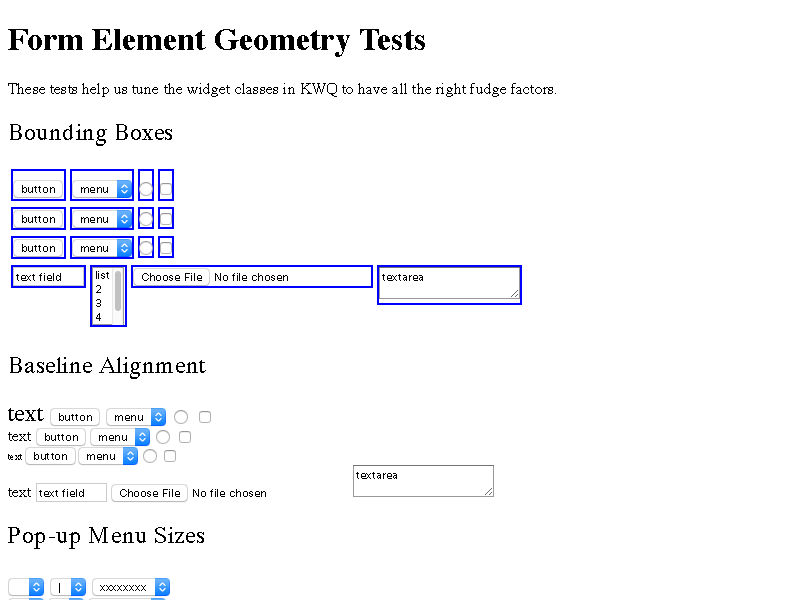 Form Element Geometry Tests
These tests help us tune the widget classes in KWQ to have all the right fudge factors.
Bounding Boxes
button menu
button menu
button menu
text field list Choose File No file chosen textarea
2
3
4
Baseline Alignment
text button menu
text button menu
text button menu
textarea
text text field Choose File No file chosen
Pop-up Menu Sizes
| xxxxxxxx